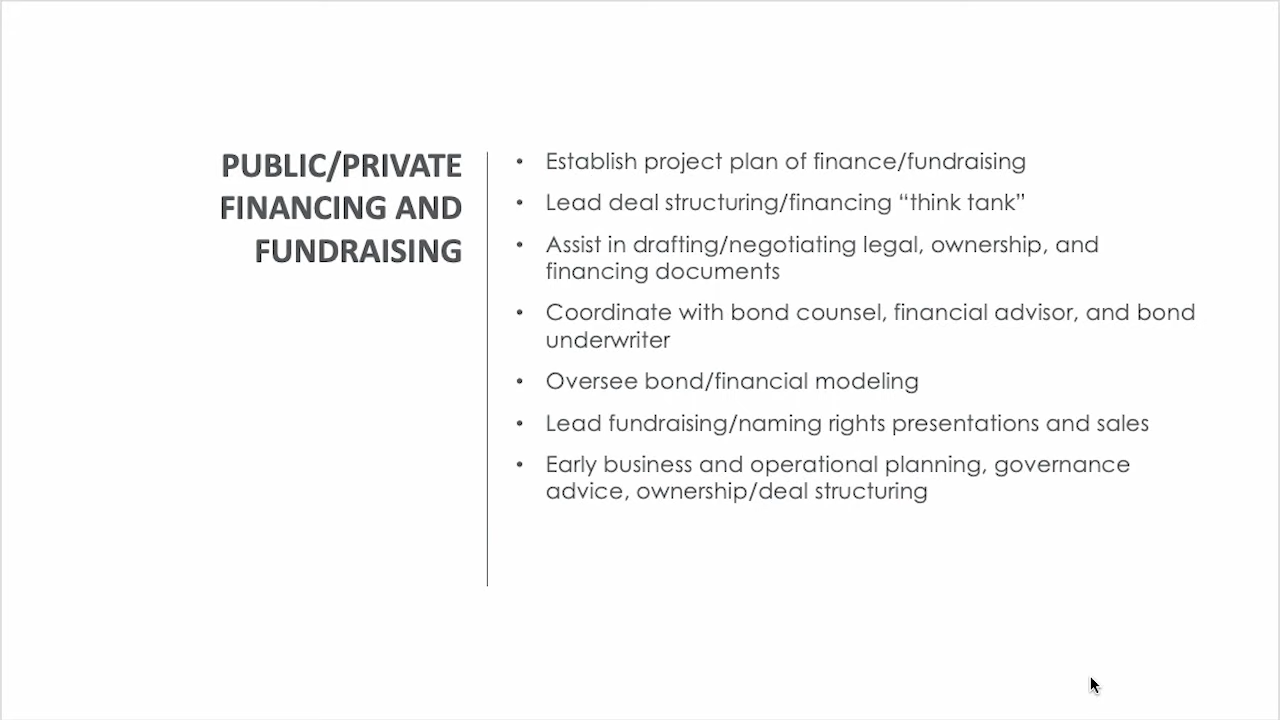 PUBLIC/PRIVATE
FINANCING AND
FUNDRAISING
• Establish project plan of finance/fundraising
• Lead deal structuring/financing “think tank”
• Assist in drafting/negotiating legal, ownership, and
financing documents
• Coordinate with bond counsel, financial advisor, and bond
underwriter
• Oversee bond/financial modeling
• Lead fundraising/naming rights presentations and sales
• Early business and operational planning, governance
advice, ownership/deal structuring